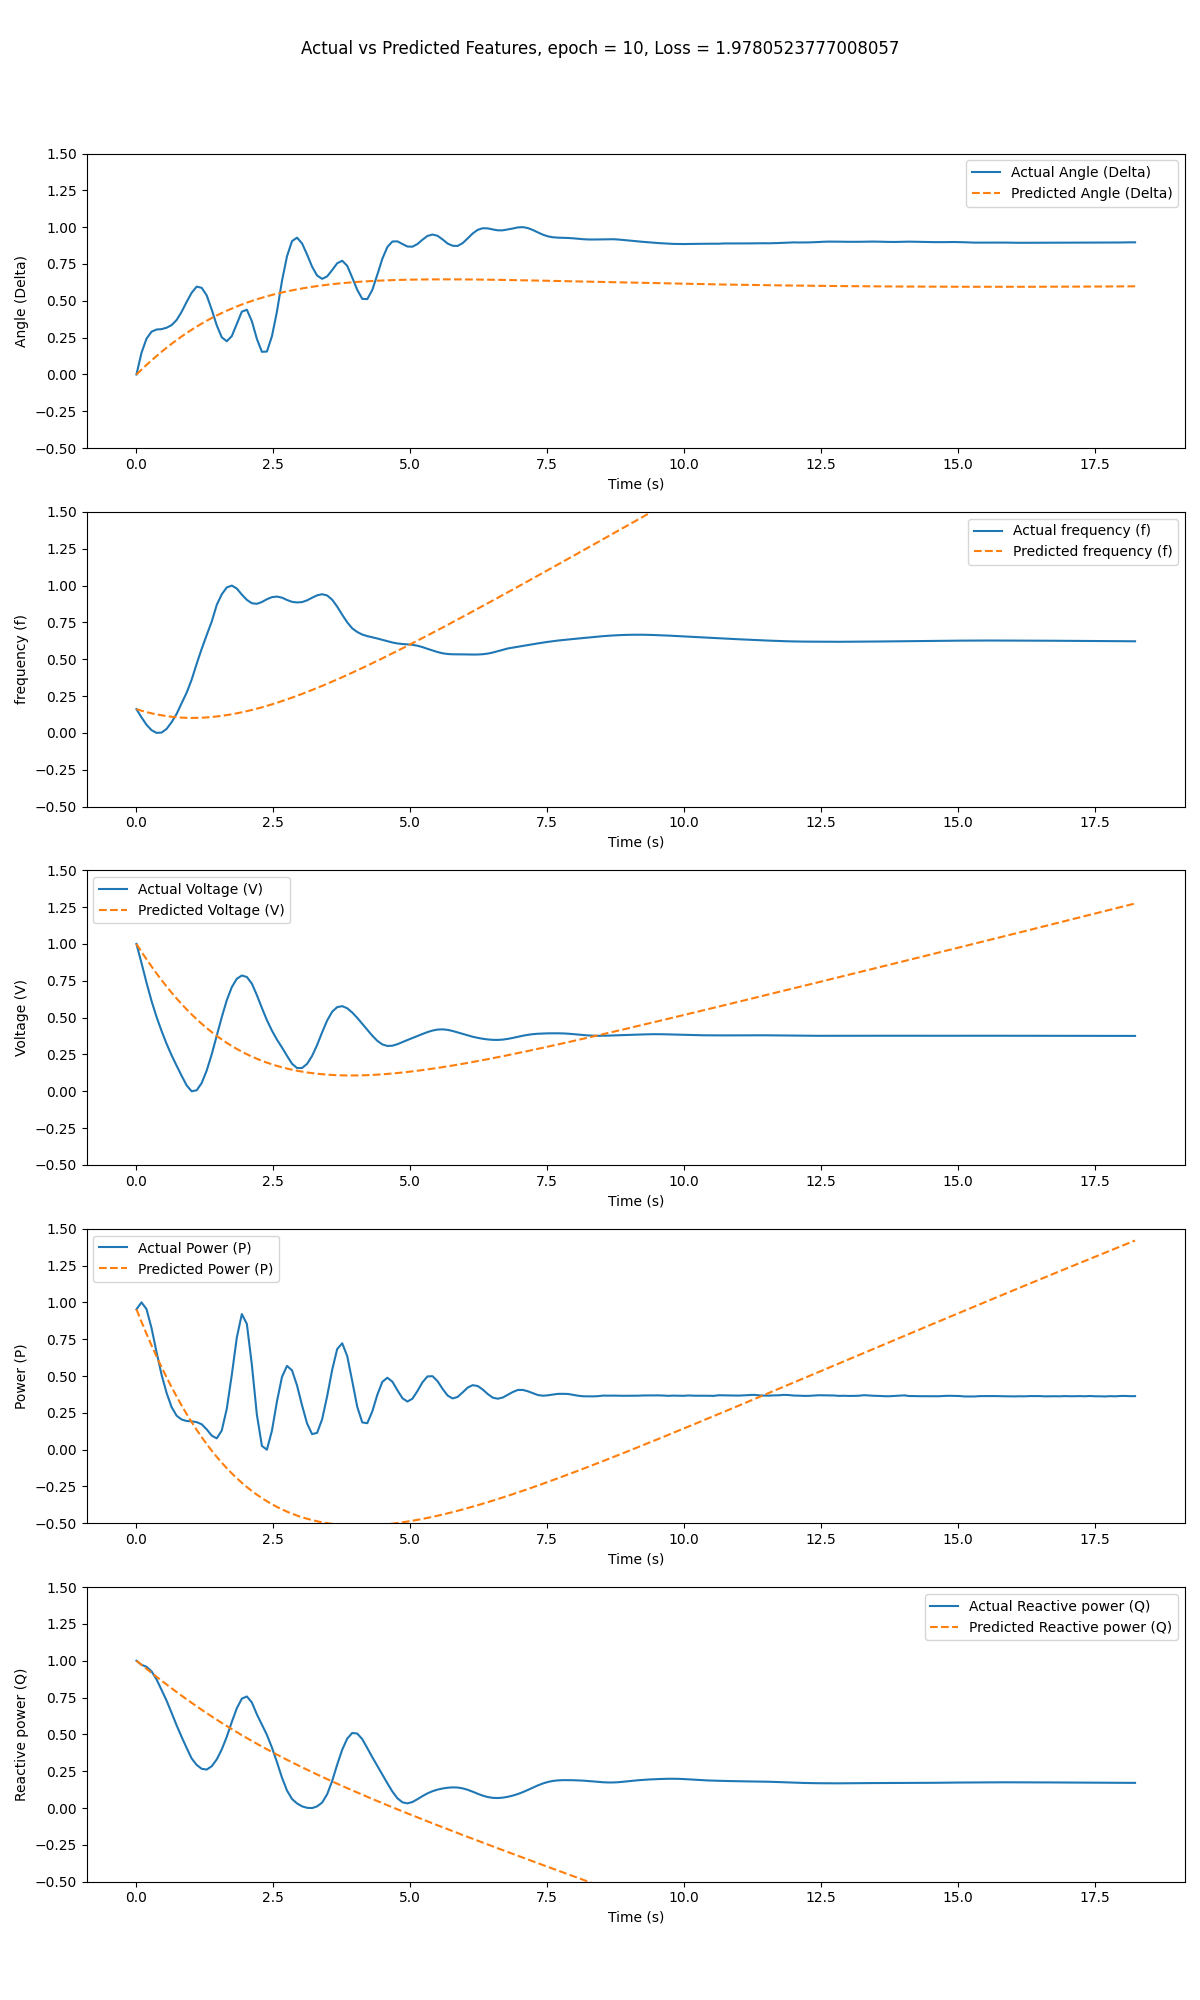 Actual vs Predicted Features, epoch = 10, Loss = 1.9780523777008057
1.50
1.25
1.00
0.75
0.50
0.25
0.00
−0.25
−0.50
Angle (Delta)
Actual Angle (Delta)
Predicted Angle (Delta)
0.0 2.5 5.0 7.5 10.0 12.5 15.0 17.5
Time (s)
1.50
1.25
1.00
0.75
0.50
0.25
0.00
−0.25
−0.50
frequency (f)
Actual frequency (f)
Predicted frequency (f)
0.0 2.5 5.0 7.5 10.0 12.5 15.0 17.5
Time (s)
1.50
1.25
1.00
0.75
0.50
0.25
0.00
−0.25
−0.50
Voltage (V)
Actual Voltage (V)
Predicted Voltage (V)
0.0 2.5 5.0 7.5 10.0 12.5 15.0 17.5
Time (s)
1.50
1.25
1.00
0.75
0.50
0.25
0.00
−0.25
−0.50
Power (P)
Actual Power (P)
Predicted Power (P)
0.0 2.5 5.0 7.5 10.0 12.5 15.0 17.5
Time (s)
1.50
1.25
1.00
0.75
0.50
0.25
0.00
−0.25
−0.50
Reactive power (Q)
Actual Reactive power (Q)
Predicted Reactive power (Q)
0.0 2.5 5.0 7.5 10.0 12.5 15.0 17.5
Time (s)